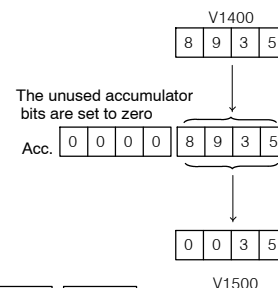 V1400
8 9 3 5
The unused accumulator
bits are set to zero
Acc. 0 0 0 0 8 9 3 5
0 0 3 5
V1500